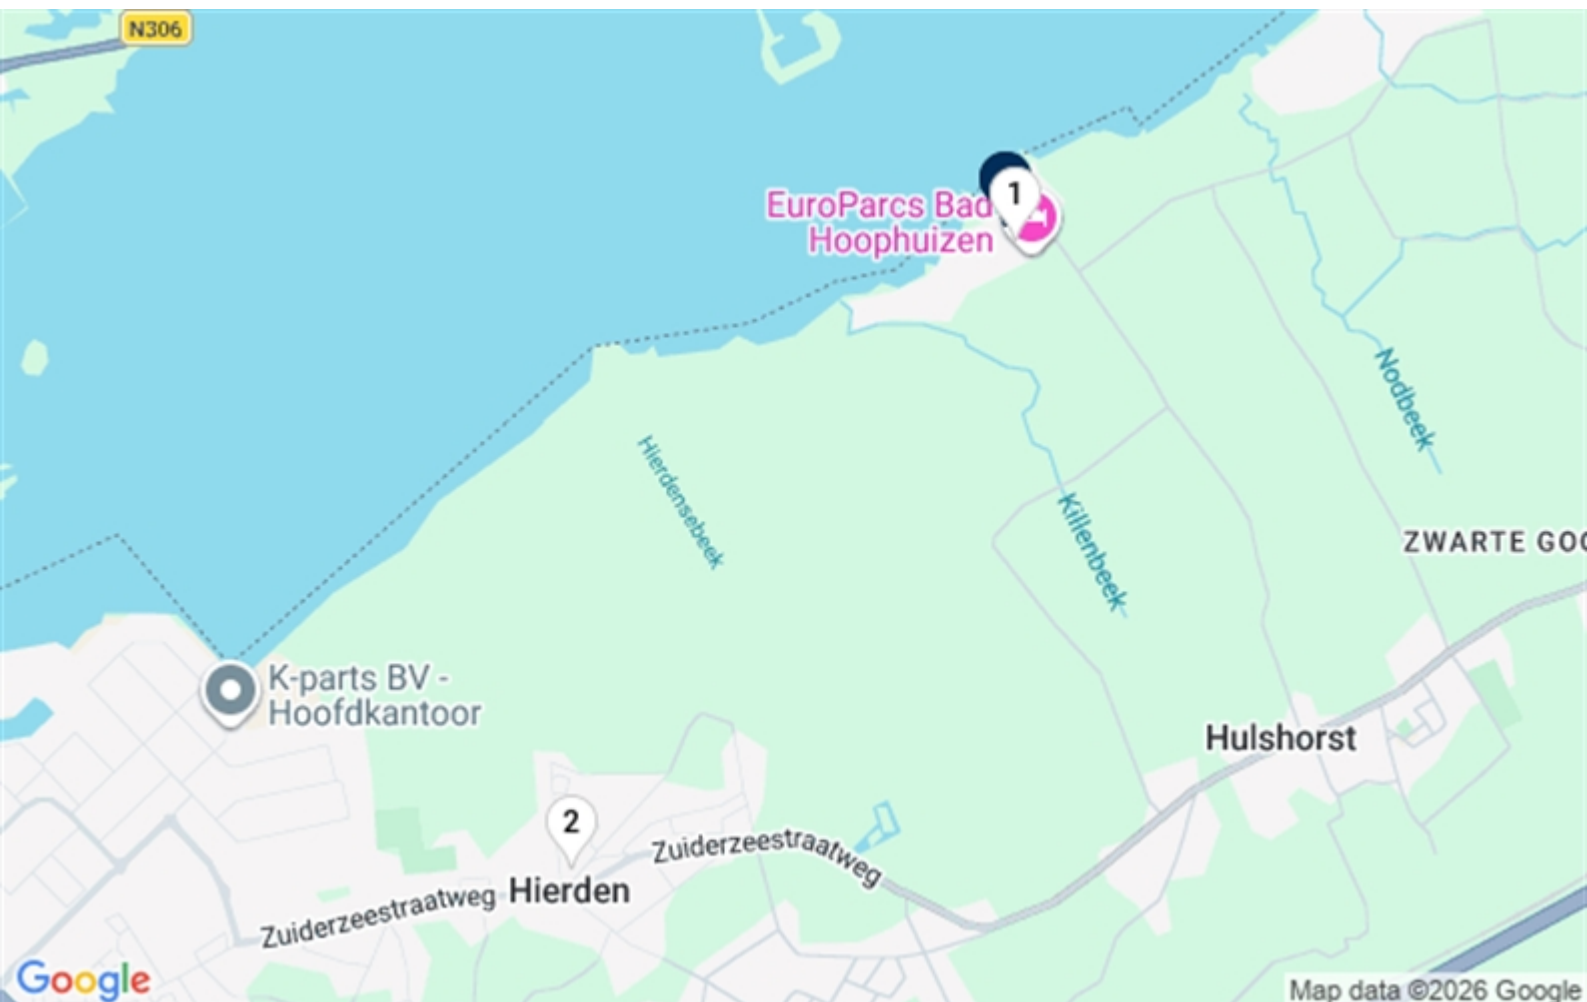 N306
EuroParcs Bad
Hoophuizen
1
Hierdensebeek
Nodbeek
Killenbeek
ZWARTE GOO
K-parts BV -
Hoofdkantoor
Hulshorst
2
Zuiderzeestraatweg
Hierden
Zuiderzeestraatweg
Google
Map data ©2026 Google